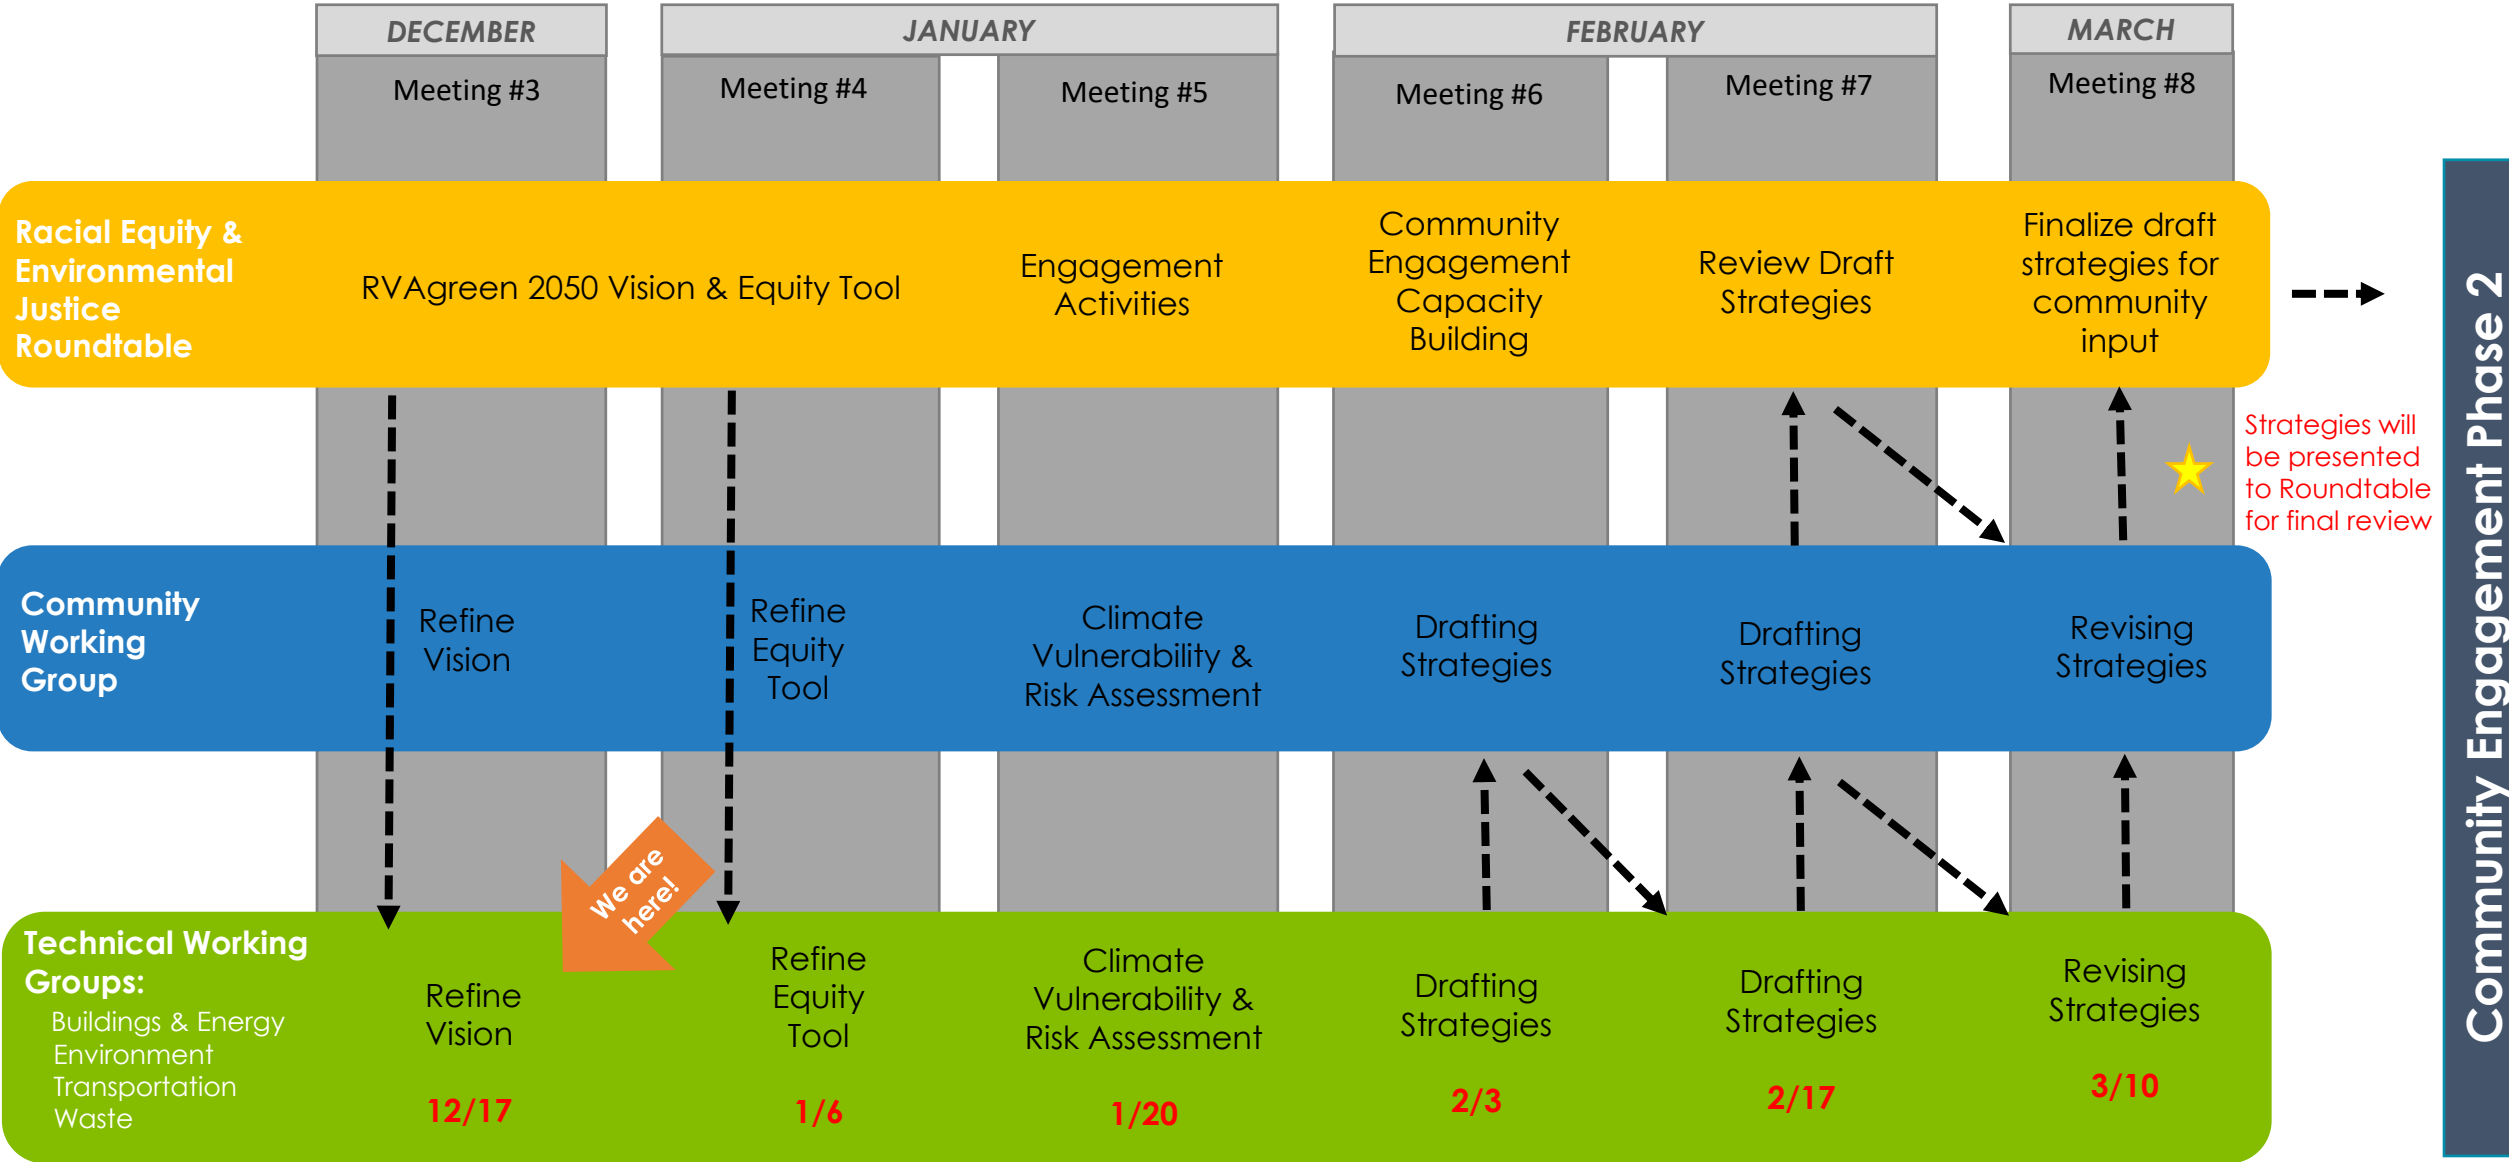 DECEMBER
JANUARY
FEBRUARY
MARCH
Meeting #3
Meeting #4
Meeting #5
Meeting #6
Meeting #7
Meeting #8
Racial Equity &
Environmental
Justice
Roundtable
RVAgreen 2050 Vision & Equity Tool
Engagement
Activities
Community
Engagement
Capacity
Building
Review Draft
Strategies
Finalize draft
strategies for
community
input
Strategies will
be presented
to Roundtable
for final review
Community
Working
Group
Refine
Vision
Refine
Equity
Tool
Climate
Vulnerability &
Risk Assessment
Drafting
Strategies
Drafting
Strategies
Revising
Strategies
We are
here!
Technical Working
Groups:
Buildings & Energy
Environment
Transportation
Waste
Refine
Vision
12/17
Refine
Equity
Tool
1/6
Climate
Vulnerability &
Risk Assessment
1/20
Drafting
Strategies
2/3
Drafting
Strategies
2/17
Revising
Strategies
3/10
Community Engagement Phase 2